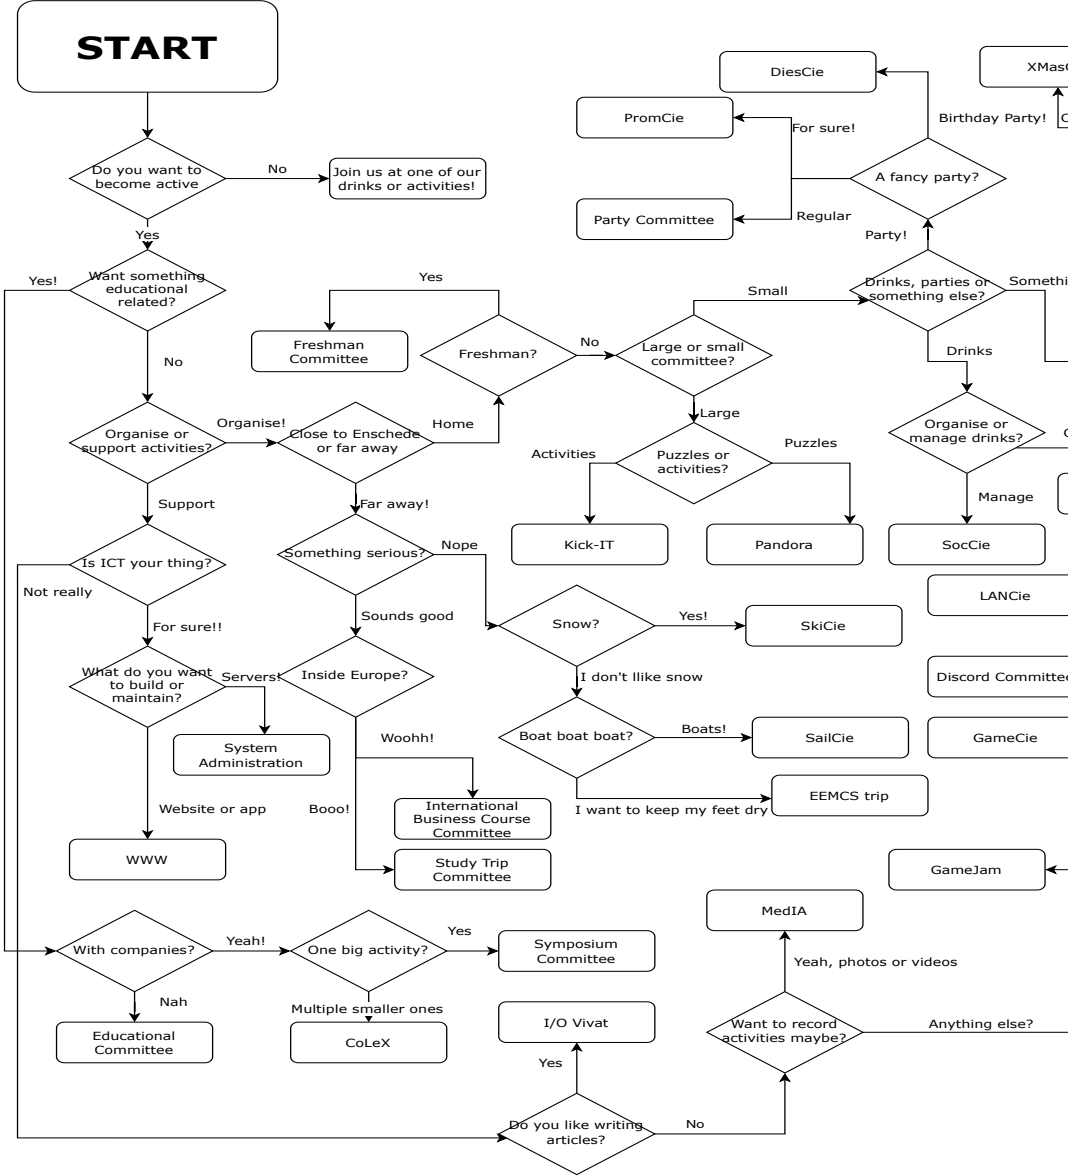 START
DiesCie
XMasC
PromCie
For sure!
Birthday Party!
C
Do you want to
become active
No
Join us at one of our
drinks or activities!
A fancy party?
Party Committee
Regular
Yes
Party!
Want something
educational
related?
Yes!
Yes
Drinks, parties or
something else?
Somethi
Small
Freshman
Committee
Freshman?
No
Large or small
committee?
No
Drinks
Organise or
support activities?
Organise!
Close to Enschede
or far away
Home
Large
Organise or
manage drinks?
Activities
Puzzles or
activities?
Puzzles
Support
Far away!
Manage
Is ICT your thing?
Something serious?
Nope
Kick-IT
Pandora
SocCie
Not really
For sure!!
Sounds good
Snow?
Yes!
SkiCie
LANCie
What do you want
to build or
maintain?
Servers!
Inside Europe?
I don't llike snow
Discord Committee
System
Administration
Woohh!
Boat boat boat?
Boats!
SailCie
GameCie
Website or app
Booo!
International
Business Course
Committee
I want to keep my feet dry
EEMCS trip
WWW
Study Trip
Committee
GameJam
MedIA
With companies?
Yeah!
One big activity?
Yes
Symposium
Committee
Yeah, photos or videos
Nah
Multiple smaller ones
Educational
Committee
CoLeX
I/O Vivat
Want to record
activities maybe?
Anything else?
Yes
Do you like writing
articles?
No